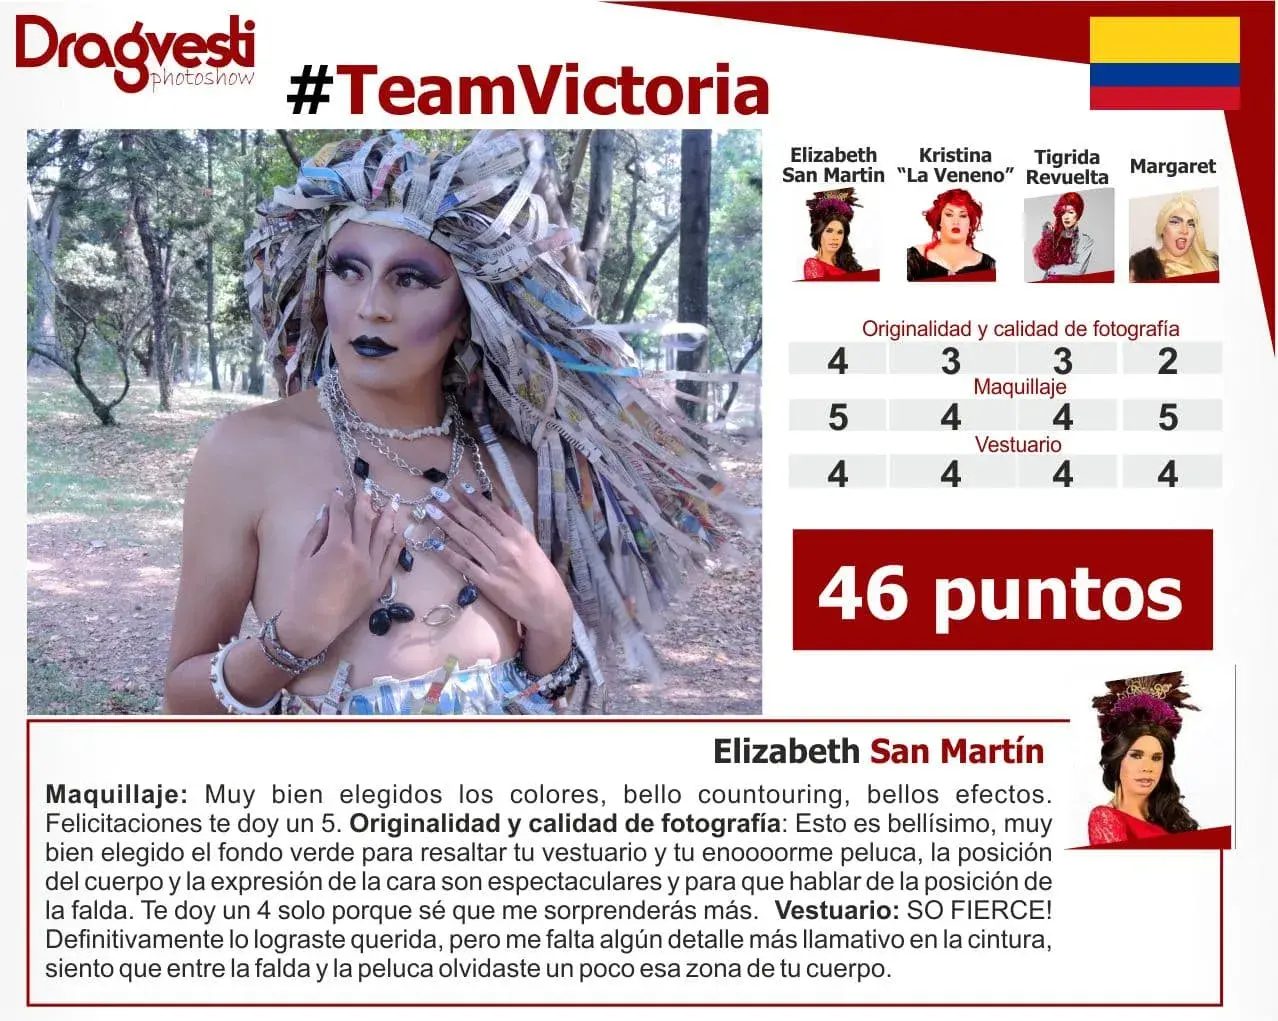 Dragvesti
photoshow
#TeamVictoria
Elizabeth
San Martin
Kristina
“La Veneno”
Tigrida
Revuelta
Margaret
Originalidad y calidad de fotografía
4 3 3 2
Maquillaje
5 4 4 5
Vestuario
4 4 4 4
46 puntos
Elizabeth San Martín
Maquillaje: Muy bien elegidos los colores, bello countouring, bellos efectos.
Felicitaciones te doy un 5. Originalidad y calidad de fotografía: Esto es bellísimo, muy
bien elegido el fondo verde para resaltar tu vestuario y tu enoooorme peluca, la posición
del cuerpo y la expresión de la cara son espectaculares y para que hablar de la posición de
la falda. Te doy un 4 solo porque sé que me sorprenderás más. Vestuario: SO FIERCE!
Definitivamente lo lograste querida, pero me falta algún detalle más llamativo en la cintura,
siento que entre la falda y la peluca olvidaste un poco esa zona de tu cuerpo.